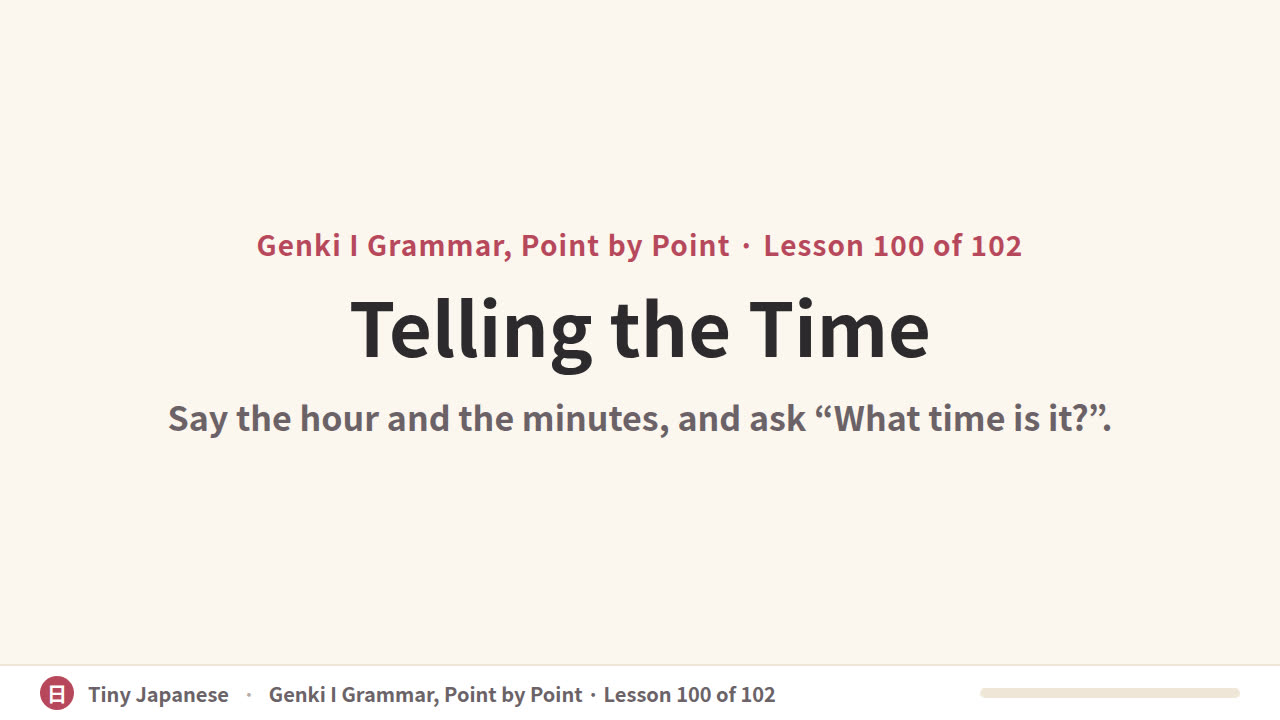 Genki I Grammar, Point by Point · Lesson 100 of 102
Telling the Time
Say the hour and the minutes, and ask “What time is it?”.
日 Tiny Japanese · Genki I Grammar, Point by Point · Lesson 100 of 102